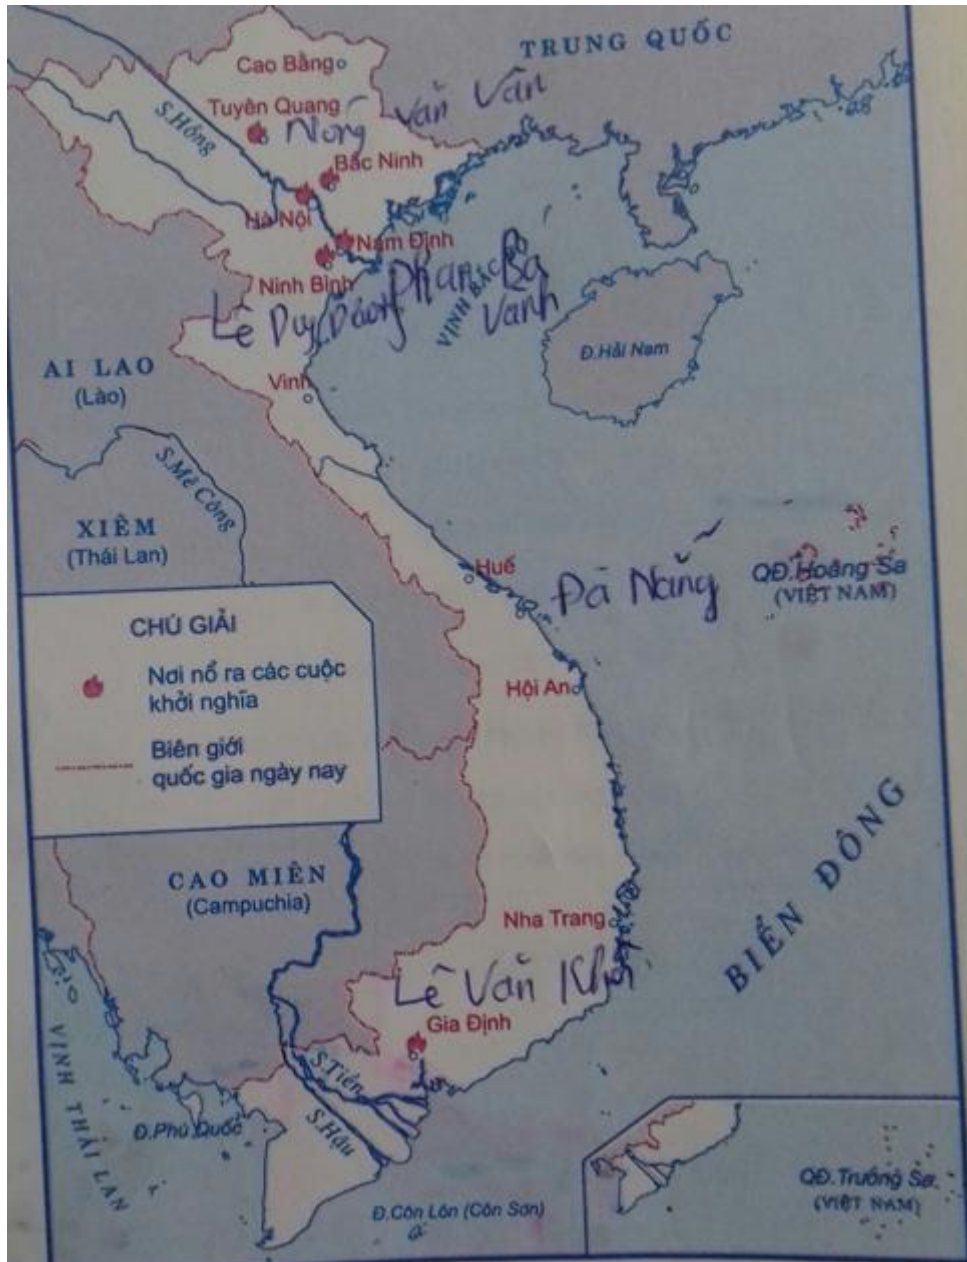 TRUNG QUỐC
Cao Bằng
Tuyên Quang
Nông Văn Vân
S.Hồng
Bắc Ninh
Hà Nội
Nam Định
Ninh Bình
Phan Bá
Vành
Lê Duy
VỊNH BẮC
Đ.Hải Nam
AI LAO
(Lào)
Vinh
S.Mê Công
XIÊM
(Thái Lan)
Huế
Đà Nẵng
QĐ.Hoàng Sa
(VIỆT NAM)
CHÚ GIẢI
Nơi nổ ra các cuộc
khởi nghĩa
Biên giới
quốc gia ngày nay
Hội An
BIỂN ĐÔNG
CAO MIÊN
(Campuchia)
Nha Trang
Lê Văn
Gia Định
S.Tiền
S.Hậu
VỊNH THÁI LAN
Đ.Phú Quốc
Đ.Côn Lôn (Côn Sơn)
QĐ.Trường Sa
(VIỆT NAM)